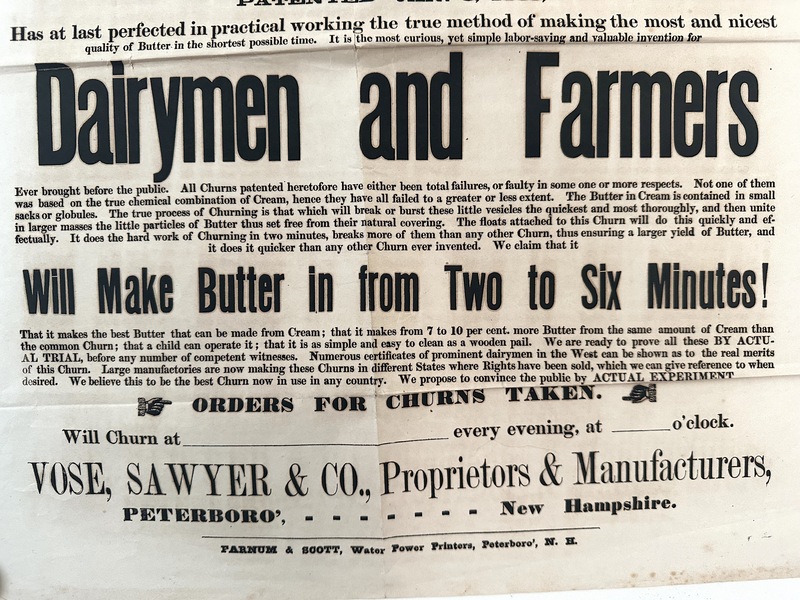 PATENTED
Has at last perfected in practical working the true method of making the most and nicest
quality of Butter in the shortest possible time. It is the most curious, yet simple labor-saving and valuable invention for
Dairymen and Farmers
Ever brought before the public. All Churns patented heretofore have either been total failures, or faulty in some one or more respects. Not one of them
was based on the true chemical combination of Cream, hence they have all failed to a greater or less extent. The Butter in Cream is contained in small
sacks or globules. The true process of Churning is that which will break or burst these little vesicles the quickest and most thoroughly, and then unite
in larger masses the little particles of Butter thus set free from their natural covering. The floats attached to this Churn will do this quickly and ef-
fectually. It does the hard work of Churning in two minutes, breaks more of them than any other Churn, thus ensuring a larger yield of Butter, and
it does it quicker than any other Churn ever invented. We claim that it
Will Make Butter in from Two to Six Minutes!
That it makes the best Butter that can be made from Cream; that it makes from 7 to 10 per cent. more Butter from the same amount of Cream than
the common Churn; that a child can operate it; that it is as simple and easy to clean as a wooden pail. We are ready to prove all these BY ACTU-
AL TRIAL, before any number of competent witnesses. Numerous certificates of prominent dairymen in the West can be shown as to the real merits
of this Churn. Large manufactories are now making these Churns in different States where Rights have been sold, which we can give reference to when
desired. We believe this to be the best Churn now in use in any country. We propose to convince the public by ACTUAL EXPERIMENT
ORDERS FOR CHURNS TAKEN.
Will Churn at ______ every evening, at ______ o'clock.
VOSE, SAWYER & CO., Proprietors & Manufacturers,
PETERBORO', - - - - - - - New Hampshire.
FARNUM & SCOTT, Water Power Printers, Peterboro', N. H.